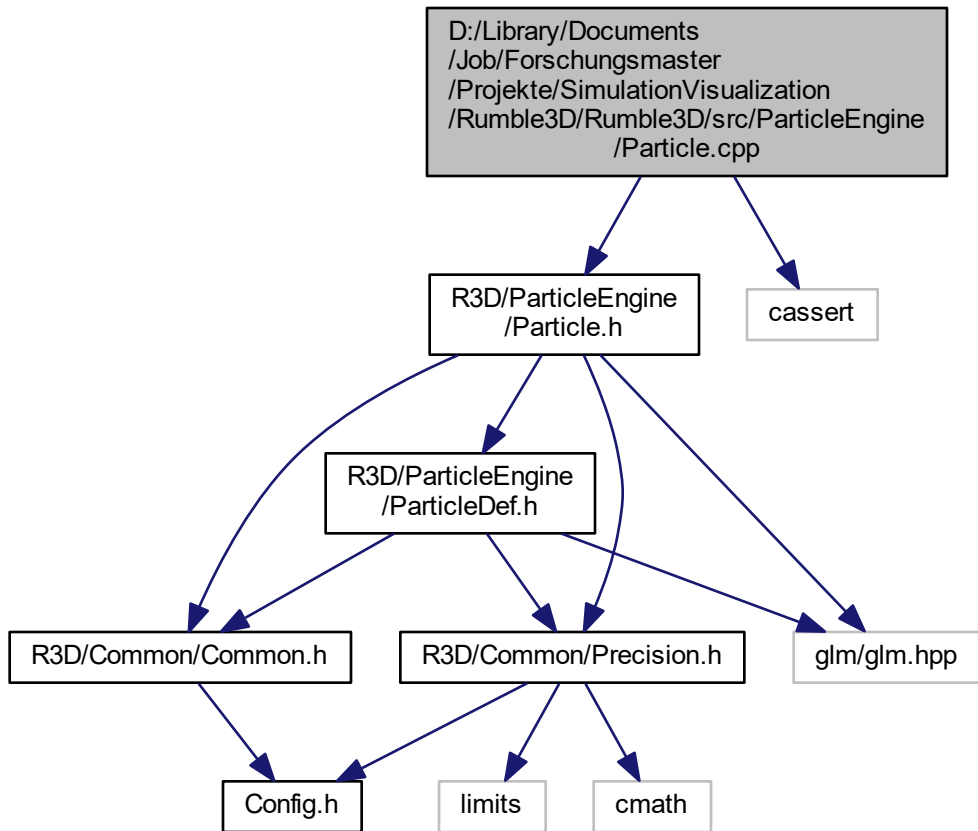 D:/Library/Documents
/Job/Forschungsmaster
/Projekte/SimulationVisualization
/Rumble3D/Rumble3D/src/ParticleEngine
/Particle.cpp
R3D/ParticleEngine
/Particle.h
cassert
R3D/ParticleEngine
/ParticleDef.h
R3D/Common/Common.h
R3D/Common/Precision.h
glm/glm.hpp
Config.h
limits
cmath